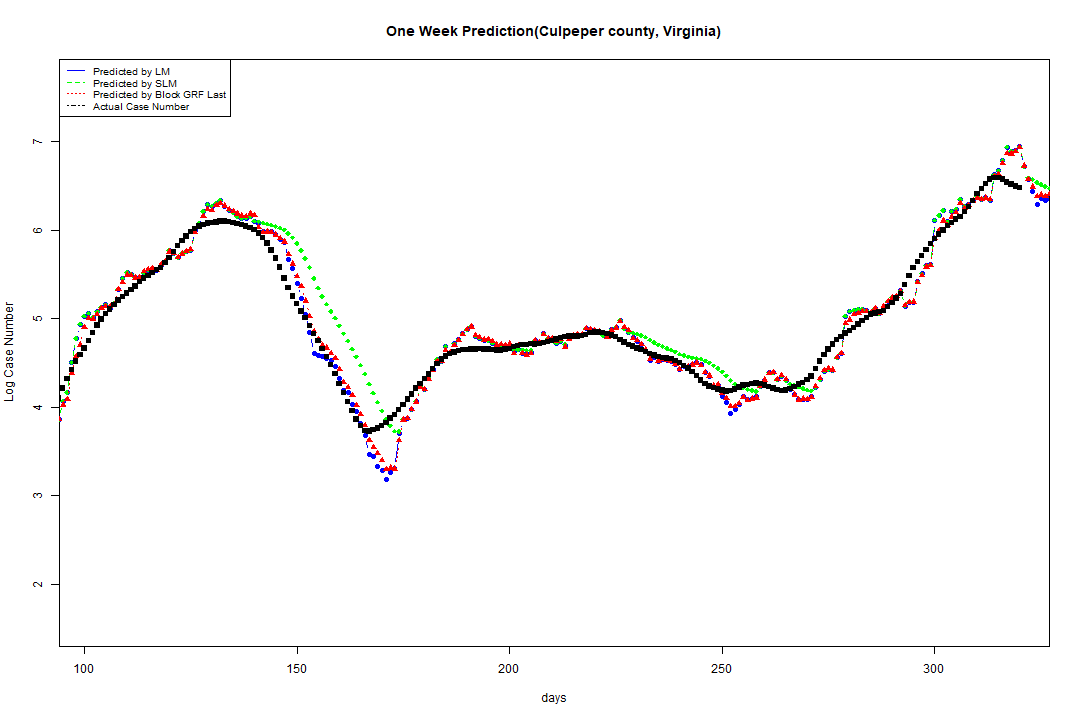 One Week Prediction(Culpeper county, Virginia)
Predicted by LM
Predicted by SLM
Predicted by Block GRF Last
Actual Case Number
7
6
5
4
3
2
Log Case Number
100 150 200 250 300
days